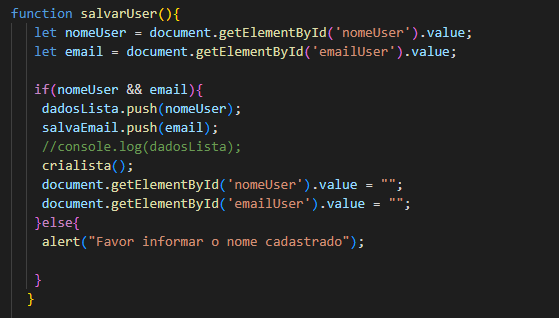 function salvarUser(){
let nomeUser = document.getElementById('nomeUser').value;
let email = document.getElementById('emailUser').value;
if(nomeUser && email){
dadosLista.push(nomeUser);
salvaEmail.push(email);
//console.log(dadosLista);
crialista();
document.getElementById('nomeUser').value = "";
document.getElementById('emailUser').value = "";
}else{
alert("Favor informar o nome cadastrado");
}
}